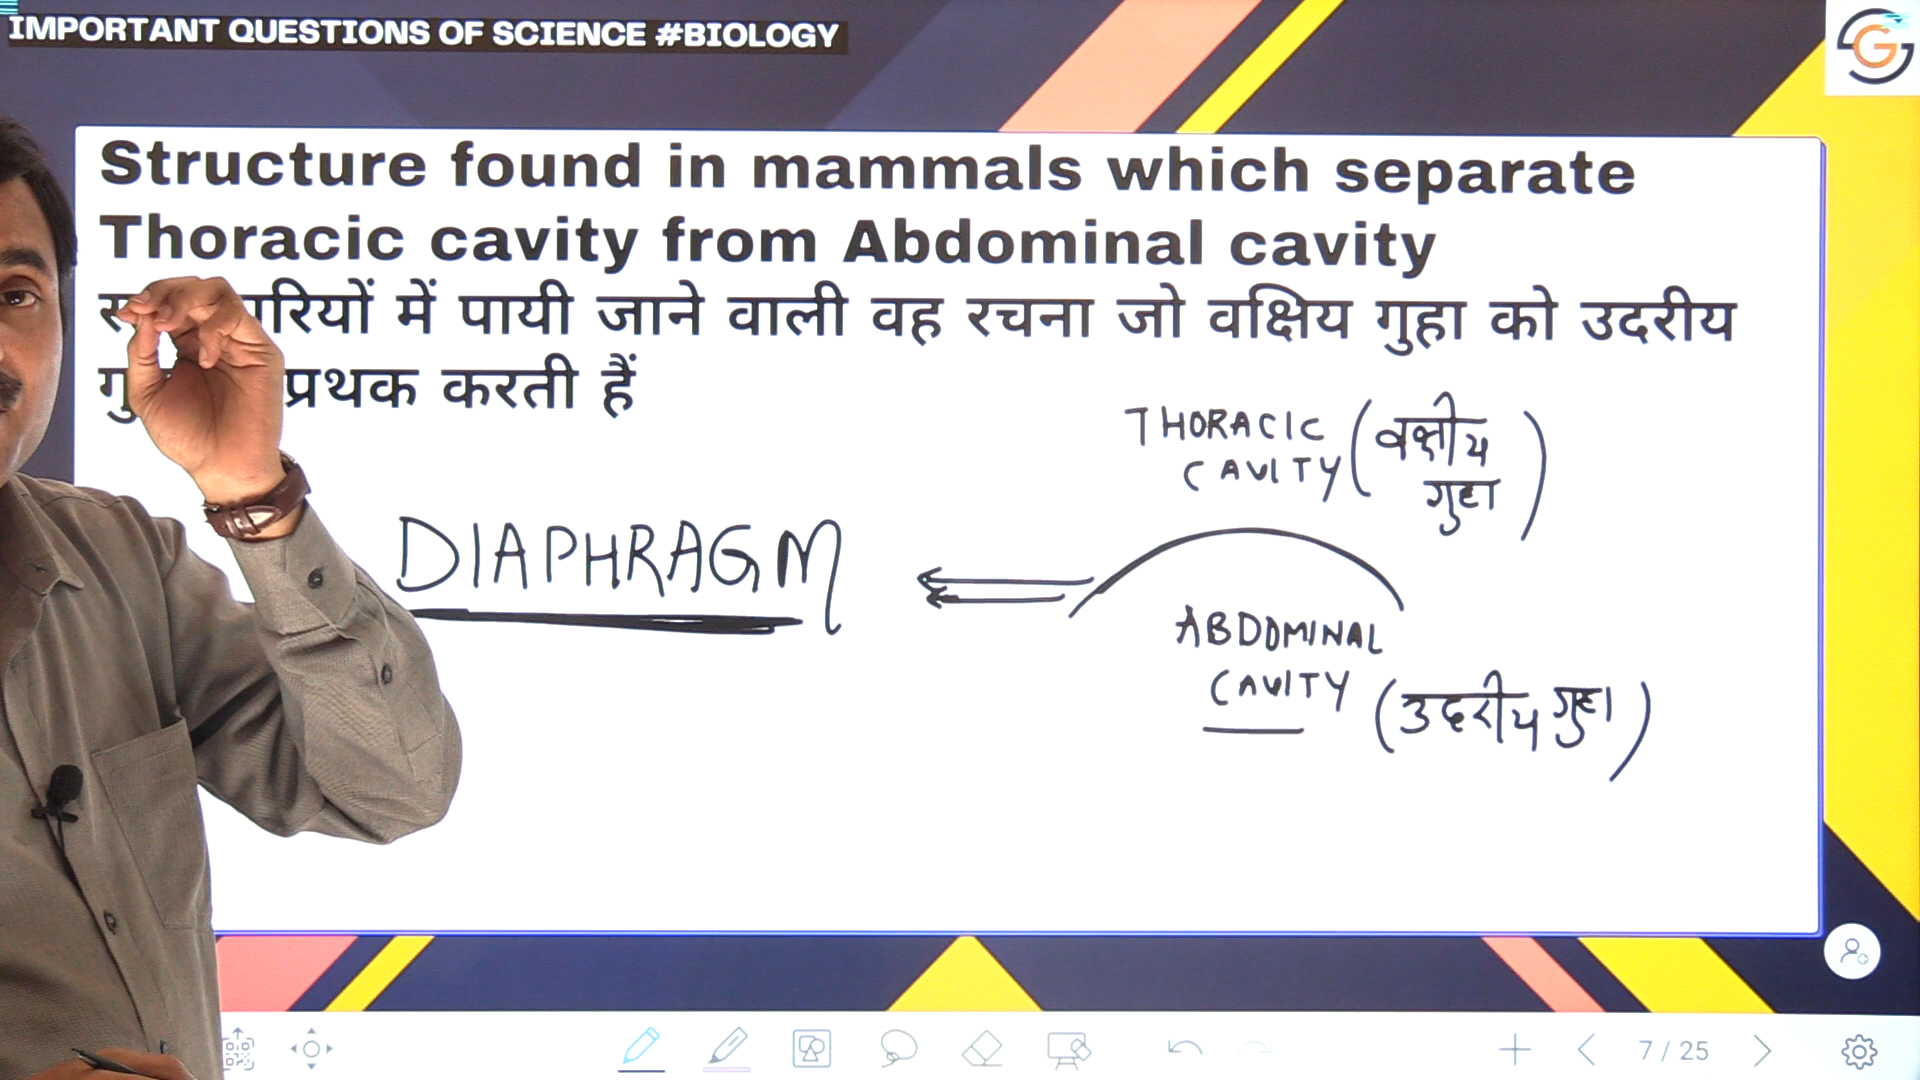 IMPORTANT QUESTIONS OF SCIENCE #BIOLOGY
Structure found in mammals which separate
Thoracic cavity from Abdominal cavity
में पायी जाने वाली वह रचना जो वक्षिय गुहा को उदरीय
प्रथक करती हैं
THORACIC
CAVITY
(वक्षीय
गुहा)
DIAPHRAGM
ABDOMINAL
CAVITY
(उदरीय गुहा)
7 / 25